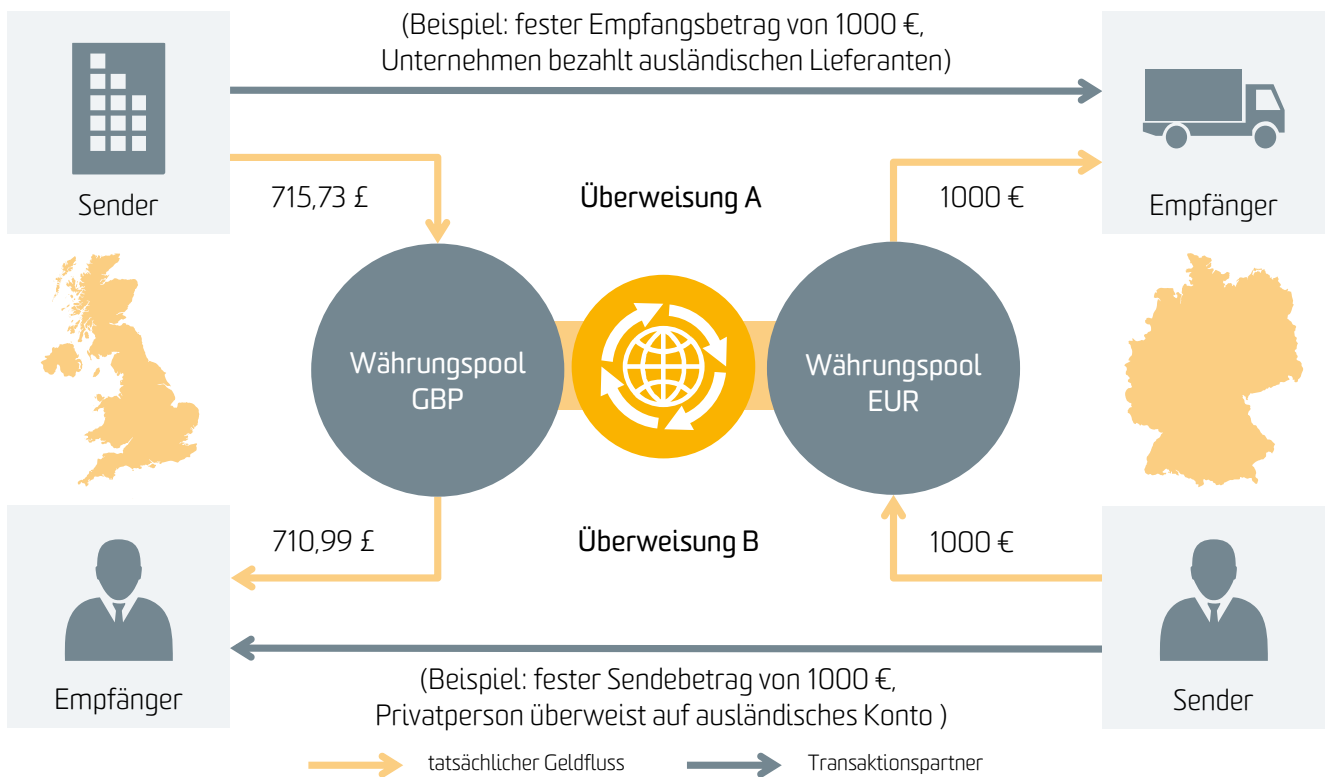 (Beispiel: fester Empfangsbetrag von 1000 €,
Unternehmen bezahlt ausländischen Lieferanten)
Sender
715,73 £
Überweisung A
1000 €
Empfänger
Währungspool
GBP
Währungspool
EUR
710,99 £
Überweisung B
1000 €
Empfänger
(Beispiel: fester Sendebetrag von 1000 €,
Privatperson überweist auf ausländisches Konto )
Sender
tatsächlicher Geldfluss
Transaktionspartner